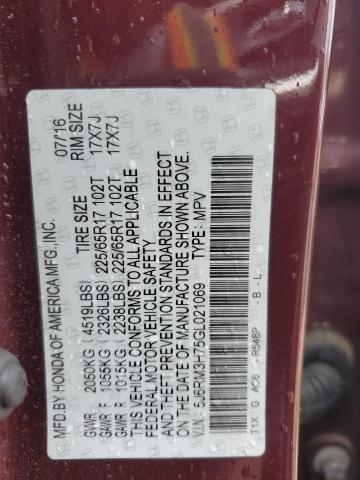 MFD.BY HONDA OF AMERICA MFG., INC. 07/16
TIRE SIZE RIM SIZE
GVWR 2050KG (4519LBS)
GAWR F 1055KG (2326LBS) 225/65R17 102T 17X7J
GAWR R 1015KG (2238LBS) 225/65R17 102T 17X7J
THIS VEHICLE CONFORMS TO ALL APPLICABLE
FEDERAL MOTOR VEHICLE SAFETY, BUMPER,
AND THEFT PREVENTION STANDARDS IN EFFECT
ON THE DATE OF MANUFACTURE SHOWN ABOVE.
V.I.N: 5J6RM3H75GL021069 TYPE: MPV
T1X G AC6 R548P - B - L